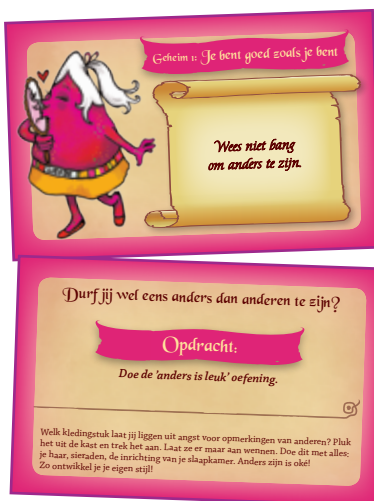 Geheim 1: Je bent goed zoals je bent
Wees niet bang
om anders te zijn.
Durf jij wel eens anders dan anderen te zijn?
Opdracht:
Doe de 'anders is leuk' oefening.
Welk kledingstuk laat jij liggen uit angst voor opmerkingen van anderen? Pluk
het uit de kast en trek het aan. Laat ze er maar aan wennen. Doe dit met alles:
je haar, sieraden, de inrichting van je slaapkamer. Anders zijn is oké!
Zo ontwikkel je je eigen stijl!